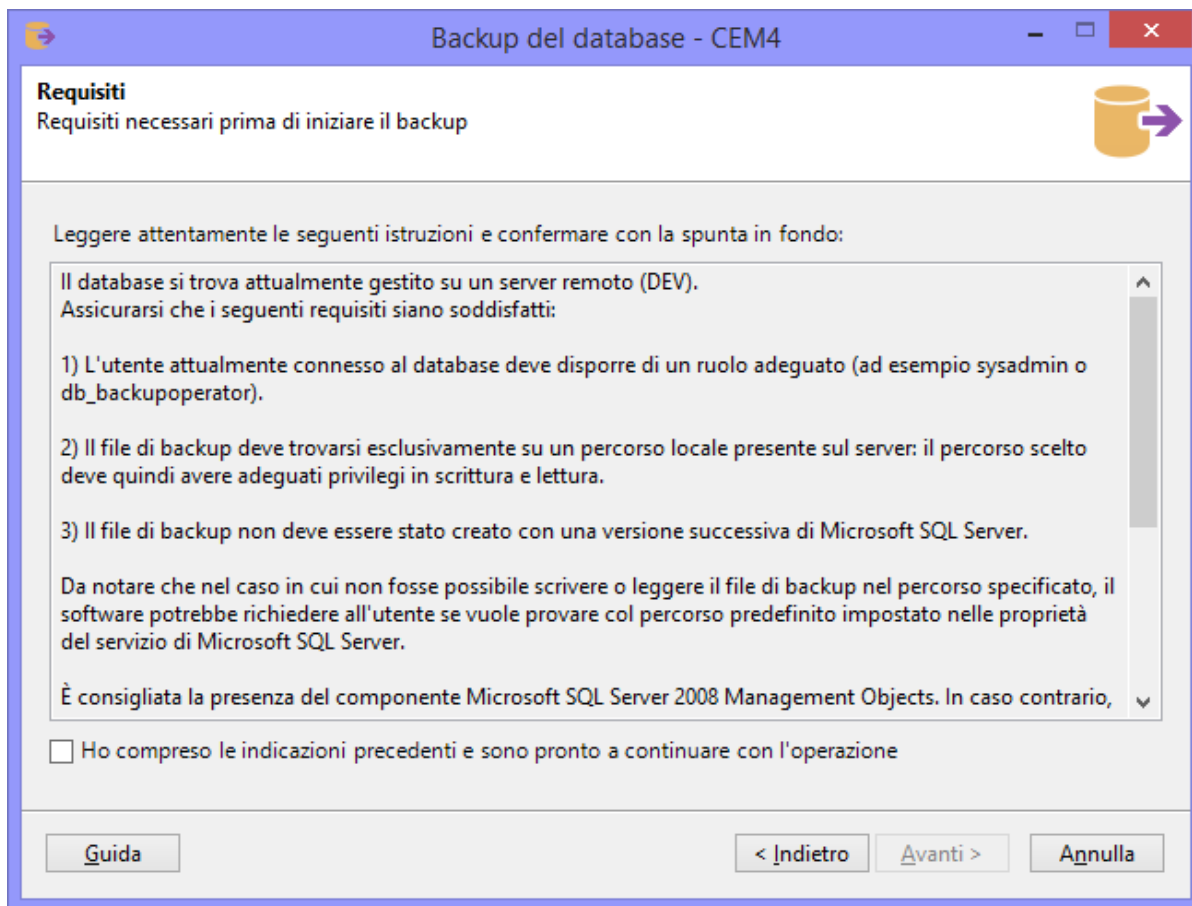 Backup del database - CEM4
Requisiti
Requisiti necessari prima di iniziare il backup
Leggere attentamente le seguenti istruzioni e confermare con la spunta in fondo:
Il database si trova attualmente gestito su un server remoto (DEV).
Assicurarsi che i seguenti requisiti siano soddisfatti:
1) L'utente attualmente connesso al database deve disporre di un ruolo adeguato (ad esempio sysadmin o
db_backupoperator).
2) Il file di backup deve trovarsi esclusivamente su un percorso locale presente sul server: il percorso scelto
deve quindi avere adeguati privilegi in scrittura e lettura.
3) Il file di backup non deve essere stato creato con una versione successiva di Microsoft SQL Server.
Da notare che nel caso in cui non fosse possibile scrivere o leggere il file di backup nel percorso specificato, il
software potrebbe richiedere all'utente se vuole provare col percorso predefinito impostato nelle proprietà
del servizio di Microsoft SQL Server.
È consigliata la presenza del componente Microsoft SQL Server 2008 Management Objects. In caso contrario,
Ho compreso le indicazioni precedenti e sono pronto a continuare con l'operazione
Guida
< Indietro
Avanti >
Annulla